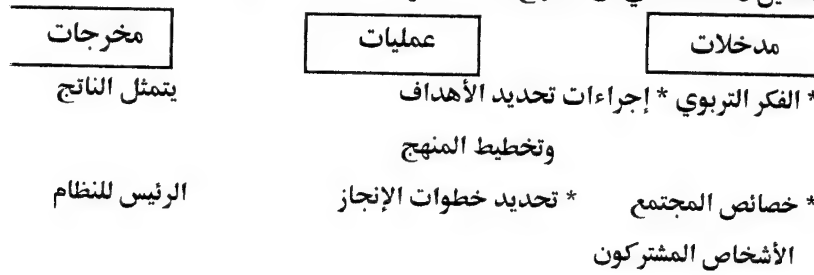 مدخلات عمليات مخرجات
* الفكر التربوي * إجراءات تحديد الأهداف يتمثل الناتج
وتخطيط المنهج
* خصائص المجتمع * تحديد خطوات الإنجاز الرئيس للنظام
الأشخاص المشتركون